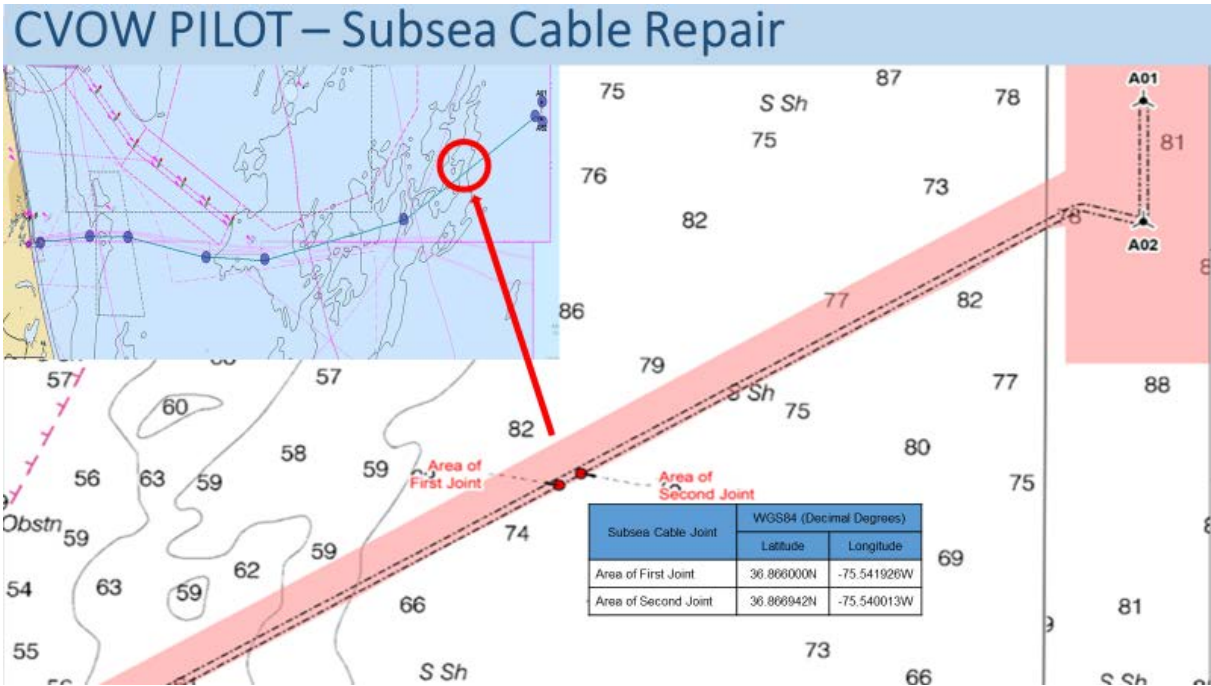 CVOW PILOT – Subsea Cable Repair
75
S Sh
87
78
A01
75
81
76
73
82
78
A02
77
82
86
79
57
57
S Sh
75
77
88
60
82
80
58
56
63
59
59
Area of
First Joint
Area of
Second Joint
75
Obstn
59
59
74
Subsea Cable Joint
WGS84 (Decimal Degrees)
Latitude
Longitude
Area of First Joint
36.866000N
-75.541926W
Area of Second Joint
36.866942N
-75.540013W
69
54
63
59
62
66
81
55
73
S Sh
66
S Sh